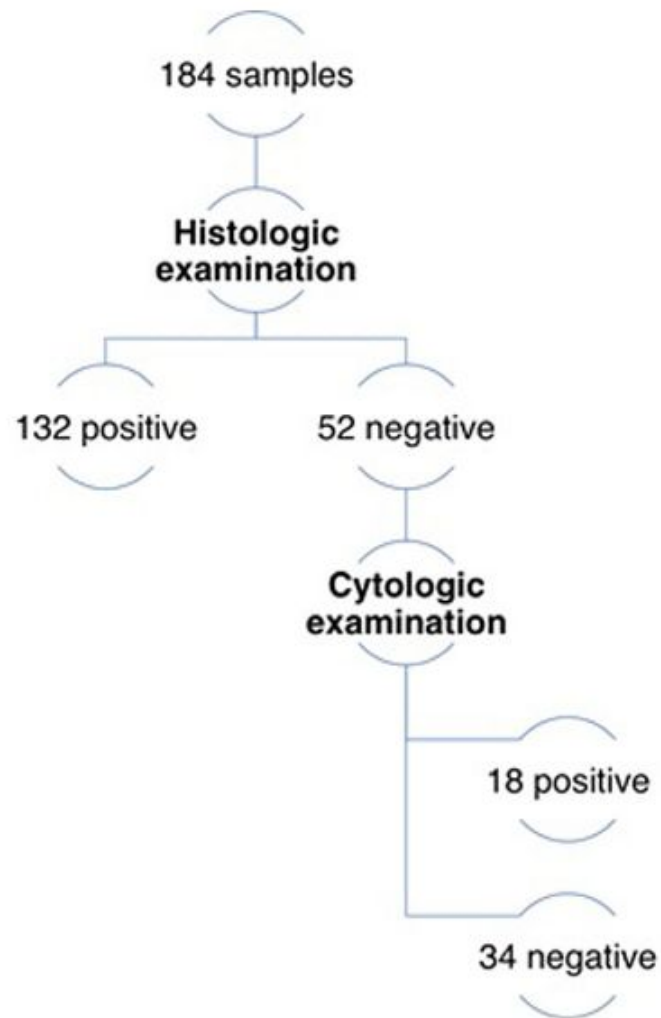 184 samples
Histologic
examination
132 positive
52 negative
Cytologic
examination
18 positive
34 negative